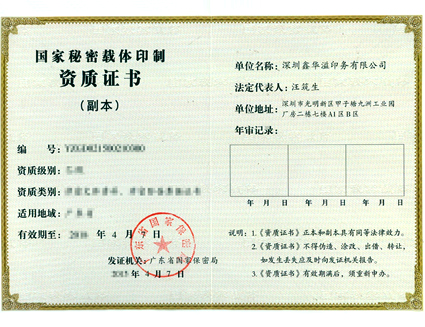 国家秘密载体印制
资质证书
(副本)
编 号:
资质级别:
资质类别:
适用地域:
有效期至: 年 4 月 7 日
发证机关:广东省国家保密局
年 4 月 7 日
单位名称:深圳鑫华溢印务有限公司
法定代表人:汪筑生
单位地址:深圳市光明新区甲子塘九洲工业园
厂房二栋七楼A1区B区
年审记录:
年 月 日 年 月 日 年 月 日
说明:1.《资质证书》正本和副本具有同等法律效力。
2.《资质证书》不得伪造、涂改、出借、转让,
如发生丢失应及时向发证机关报告。
3.《资质证书》有效期满后,须重新申办。